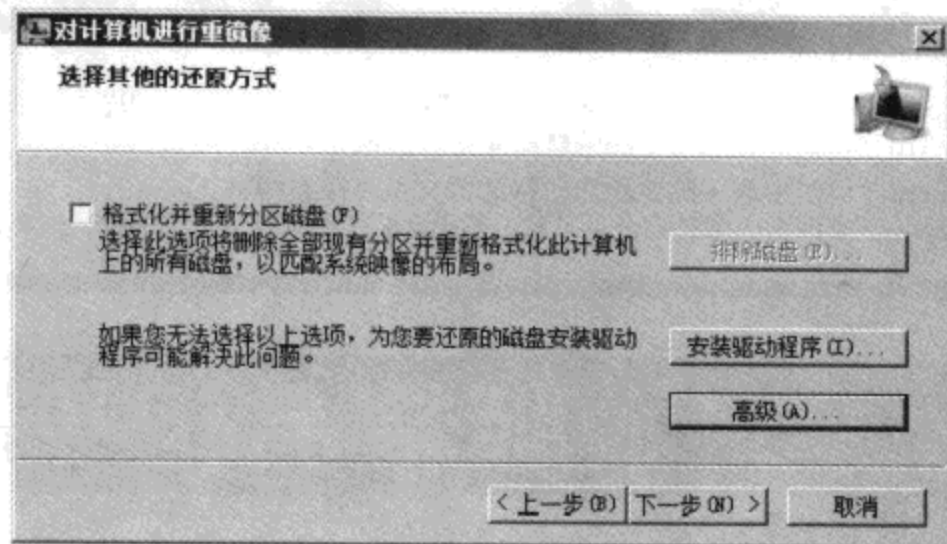 对计算机进行重镜像
选择其他的还原方式
格式化并重新分区磁盘(F)
选择此选项将删除全部现有分区并重新格式化此计算机
上的所有磁盘，以匹配系统映像的布局。
排除磁盘(E)...
如果您无法选择以上选项，为您要还原的磁盘安装驱动
程序可能解决此问题。
安装驱动程序(I)...
高级(A)...
< 上一步(B)
下一步(N) >
取消